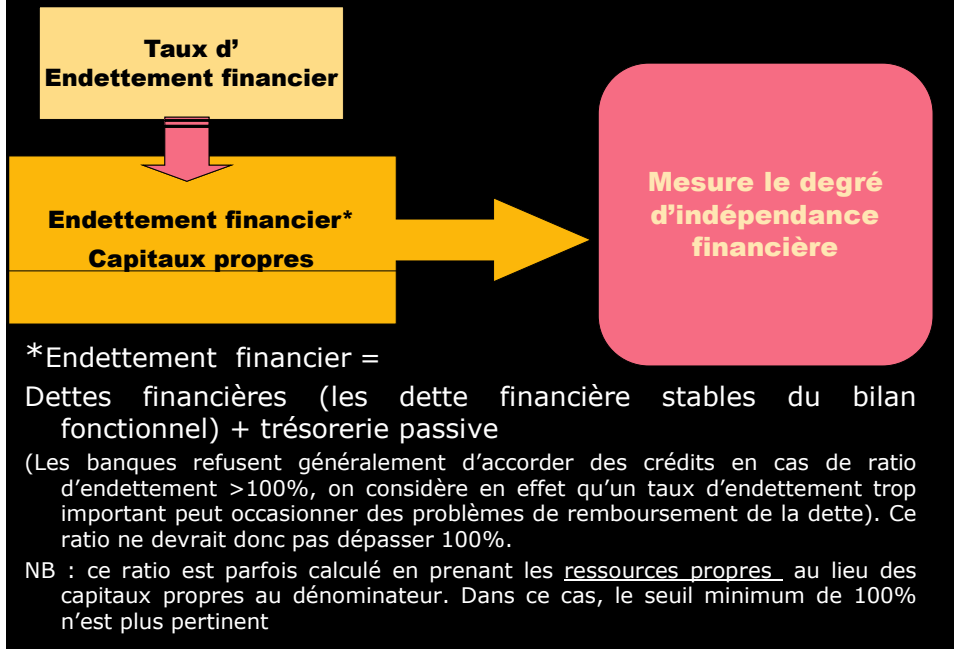 Taux d’
Endettement financier
Endettement financier*
Capitaux propres
Mesure le degré
d’indépendance
financière
*Endettement financier =
Dettes financières (les dette financière stables du bilan
fonctionnel) + trésorerie passive
(Les banques refusent généralement d’accorder des crédits en cas de ratio
d’endettement >100%, on considère en effet qu’un taux d’endettement trop
important peut occasionner des problèmes de remboursement de la dette). Ce
ratio ne devrait donc pas dépasser 100%.
NB : ce ratio est parfois calculé en prenant les ressources propres au lieu des
capitaux propres au dénominateur. Dans ce cas, le seuil minimum de 100%
n’est plus pertinent